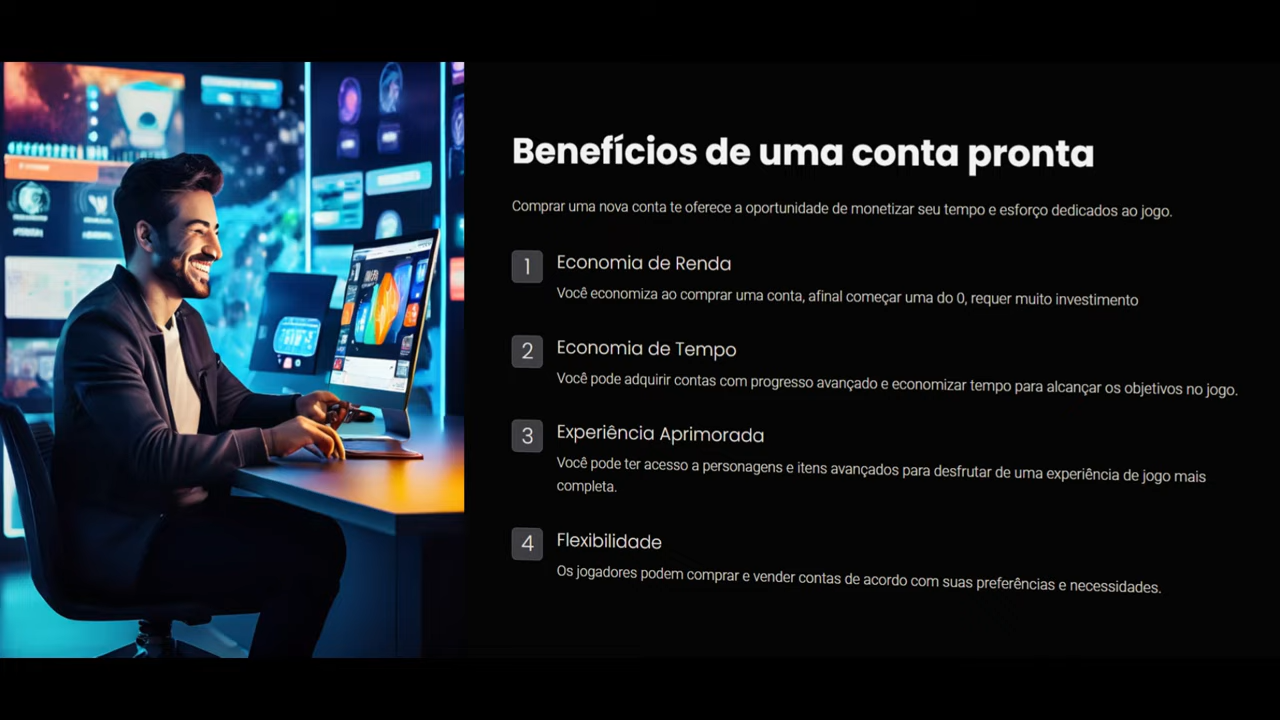 Benefícios de uma conta pronta
Comprar uma nova conta te oferece a oportunidade de monetizar seu tempo e esforço dedicados ao jogo.
1
Economia de Renda
Você economiza ao comprar uma conta, afinal começar uma do 0, requer muito investimento
2
Economia de Tempo
Você pode adquirir contas com progresso avançado e economizar tempo para alcançar os objetivos no jogo.
3
Experiência Aprimorada
Você pode ter acesso a personagens e itens avançados para desfrutar de uma experiência de jogo mais
completa.
4
Flexibilidade
Os jogadores podem comprar e vender contas de acordo com suas preferências e necessidades.